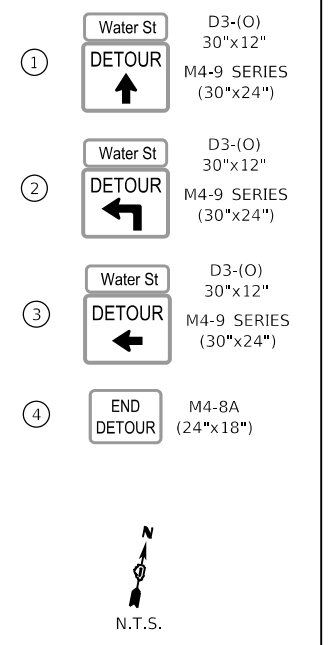 1
Water St
DETOUR
D3-(O)
30"x12"
M4-9 SERIES
(30"x24")
2
Water St
DETOUR
D3-(O)
30"x12"
M4-9 SERIES
(30"x24")
3
Water St
DETOUR
D3-(O)
30"x12"
M4-9 SERIES
(30"x24")
4
END
DETOUR
M4-8A
(24"x18")
N
N.T.S.